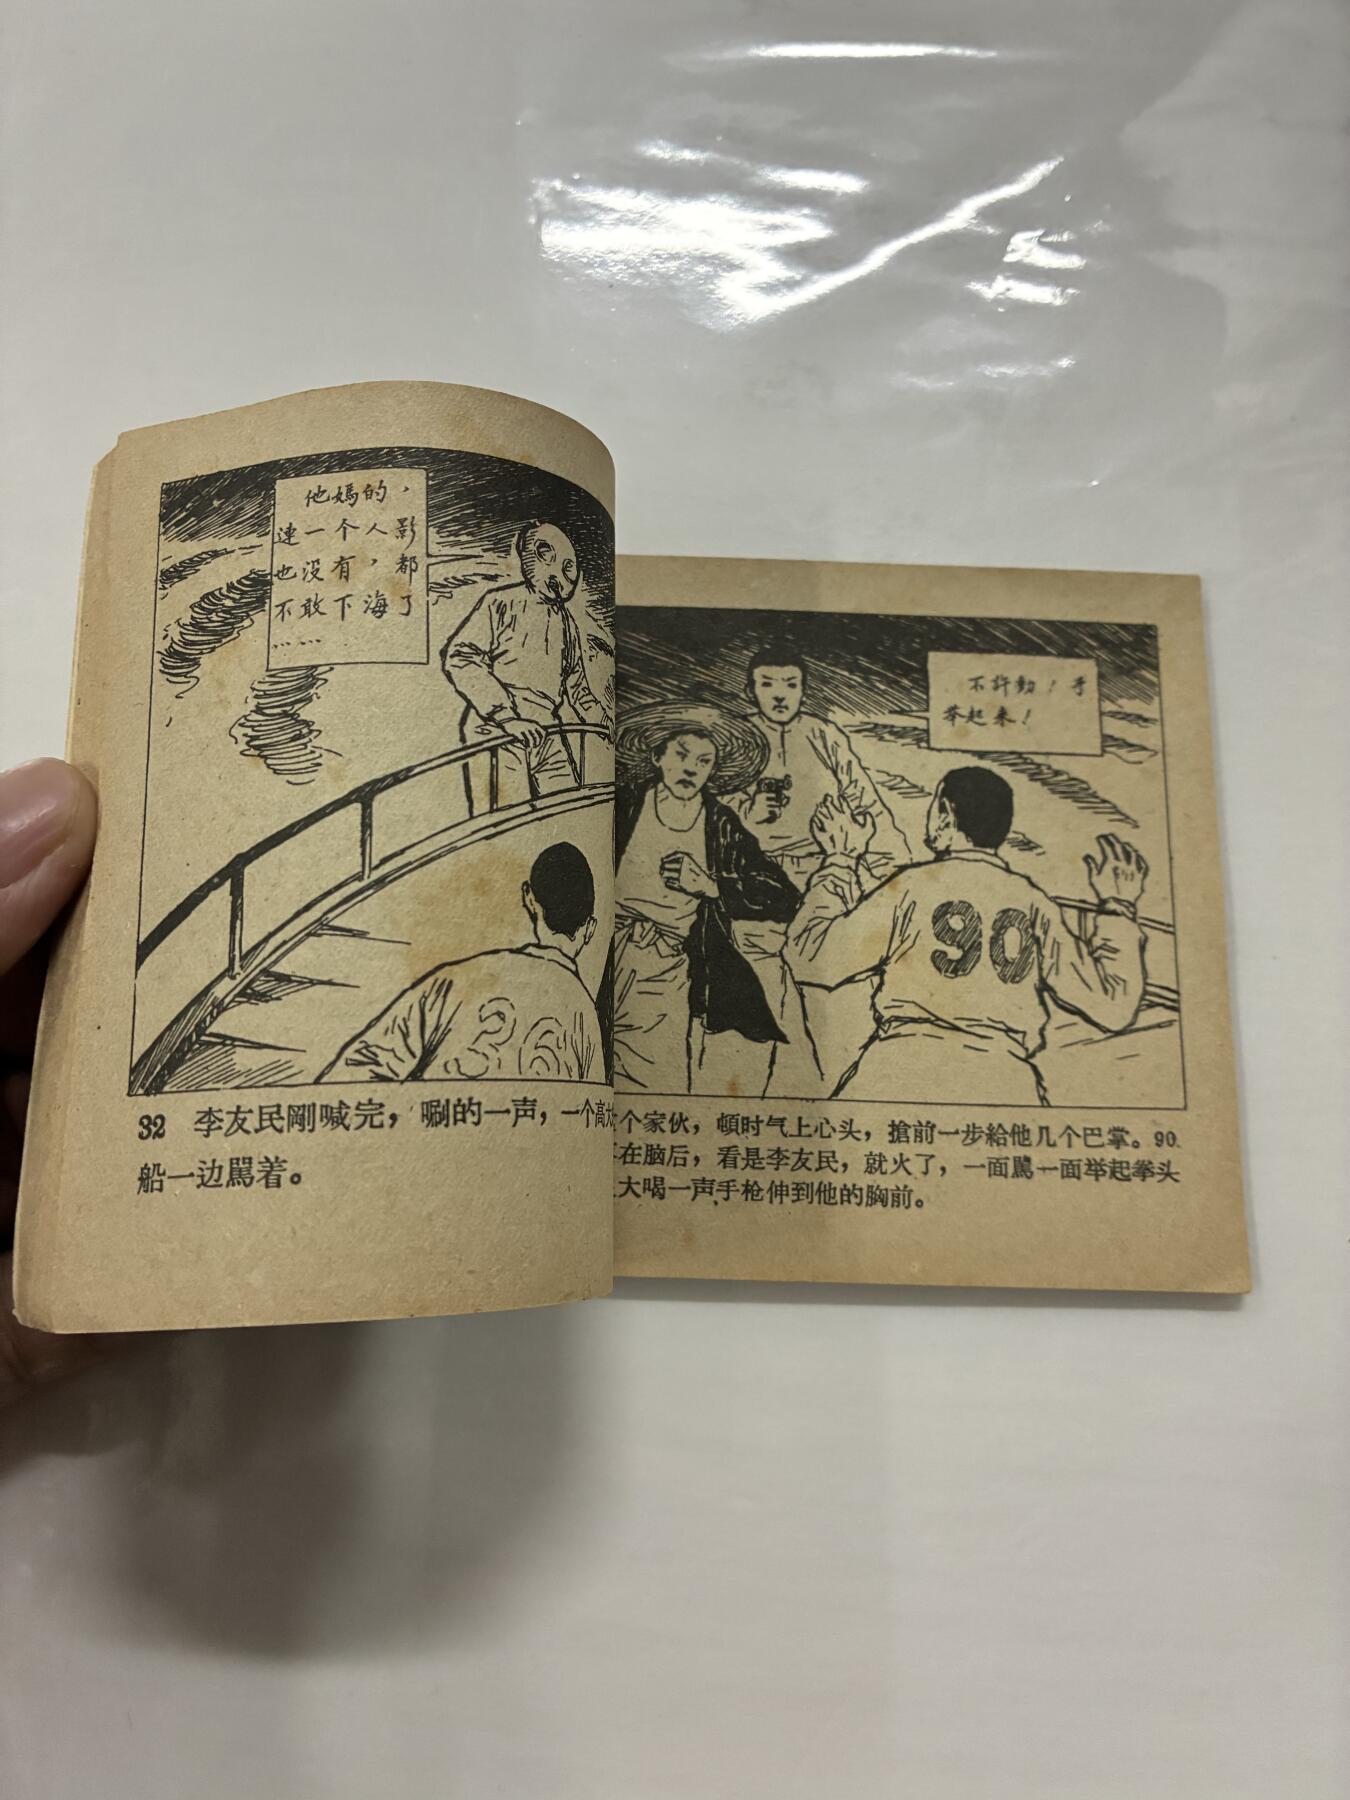 他媽的，
連一个人影
也没有，都
不敢下海了
……
32 李友民剛喊完，唰的一声，一个高大
船一边駡着。
不許動！手
举起来！
90
个家伙，頓时气上心头，搶前一步給他几个巴掌。90
在脑后，看是李友民，就火了，一面駡一面举起拳头
大喝一声手枪伸到他的胸前。